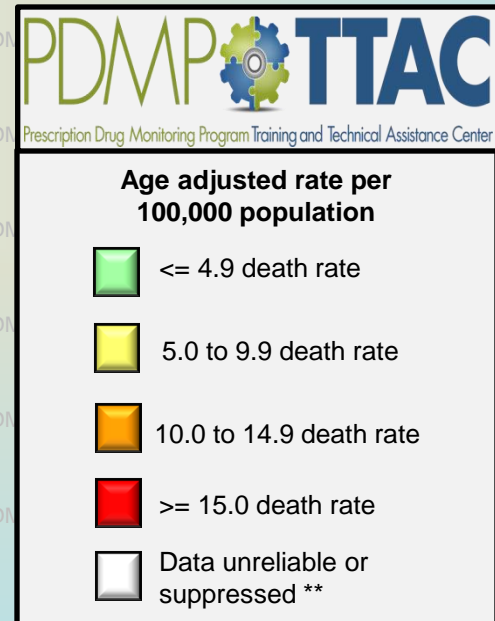 PDMP TTAC
Prescription Drug Monitoring Program Training and Technical Assistance Center
Age adjusted rate per
100,000 population
<= 4.9 death rate
5.0 to 9.9 death rate
10.0 to 14.9 death rate
>= 15.0 death rate
Data unreliable or
suppressed **